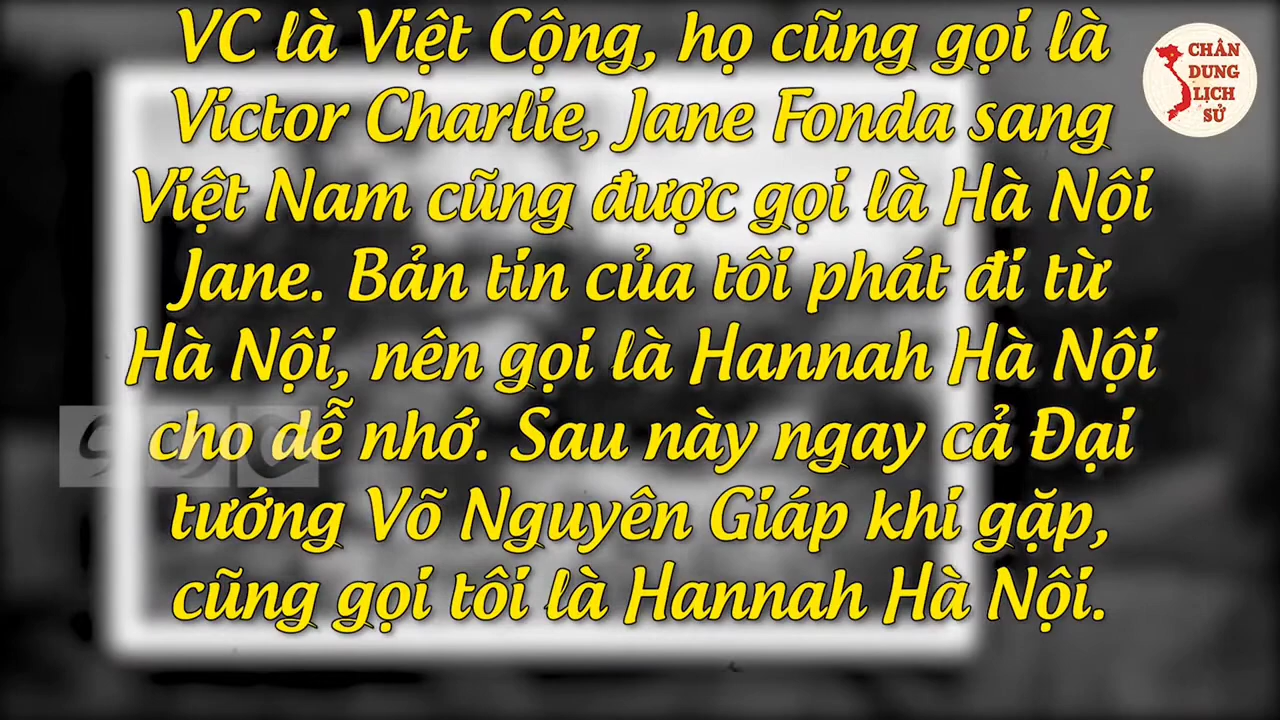 VC là Việt Cộng, họ cũng gọi là
Victor Charlie, Jane Fonda sang
Việt Nam cũng được gọi là Hà Nội
Jane. Bản tin của tôi phát đi từ
Hà Nội, nên gọi là Hannah Hà Nội
cho dễ nhớ. Sau này ngay cả Đại
tướng Võ Nguyên Giáp khi gặp,
cũng gọi tôi là Hannah Hà Nội.
CHÂN
DUNG
LỊCH
SỬ